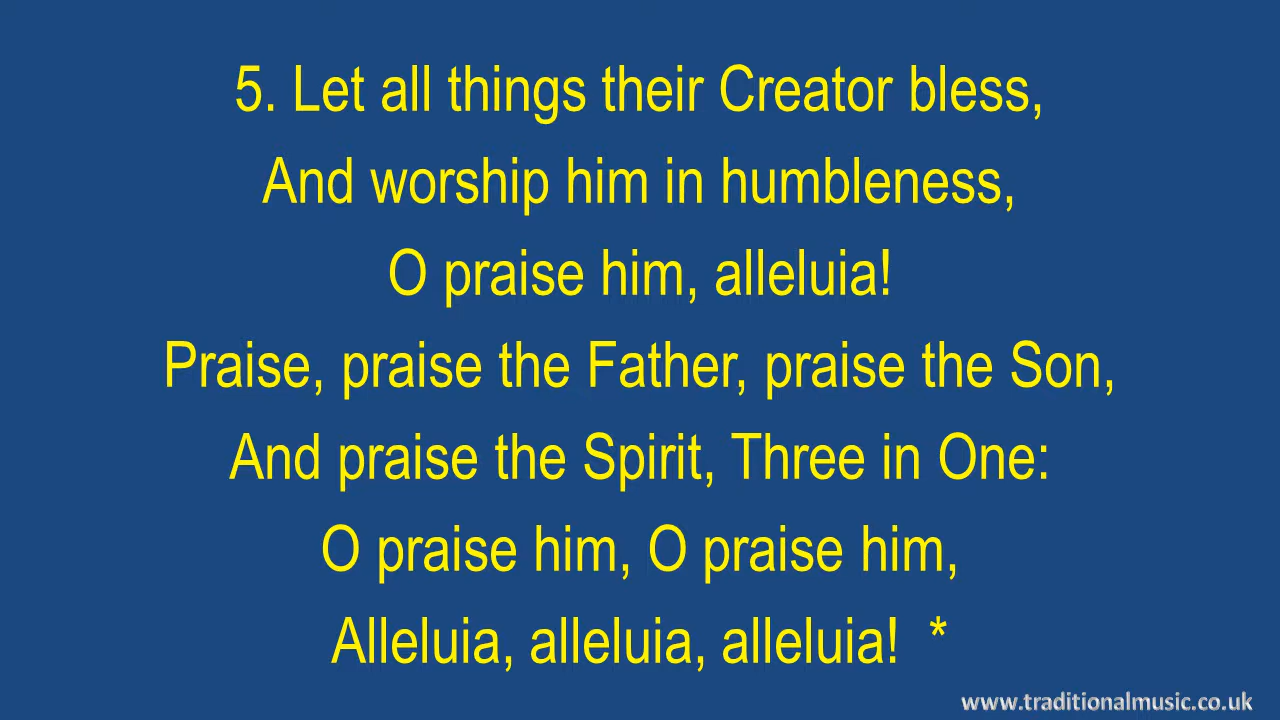 5. Let all things their Creator bless,
And worship him in humbleness,
O praise him, alleluia!
Praise, praise the Father, praise the Son,
And praise the Spirit, Three in One:
O praise him, O praise him,
Alleluia, alleluia, alleluia!  *
www.traditionalmusic.co.uk